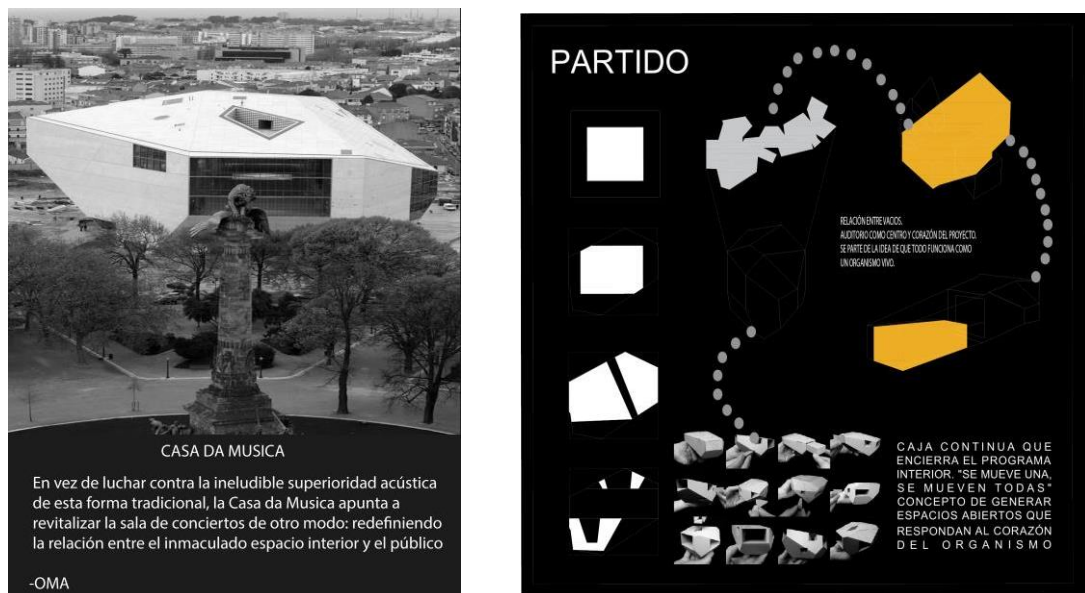 CASA DA MUSICA
En vez de luchar contra la ineludible superioridad acústica
de esta forma tradicional, la Casa da Musica apunta a
revitalizar la sala de conciertos de otro modo: redefiniendo
la relación entre el inmaculado espacio interior y el público
-OMA
PARTIDO
RELACIÓN ENTRE VACIOS.
AUDITORIO COMO CENTRO Y CORAZÓN DEL PROYECTO.
SE PARTE DE LA IDEA DE QUE TODO FUNCIONA COMO
UN ORGANISMO VIVO.
CAJA CONTINUA QUE
ENCIERRA EL PROGRAMA
INTERIOR. "SE MUEVE UNA,
SE MUEVEN TODAS"
CONCEPTO DE GENERAR
ESPACIOS ABIERTOS QUE
RESPONDAN AL CORAZÓN
DEL ORGANISMO